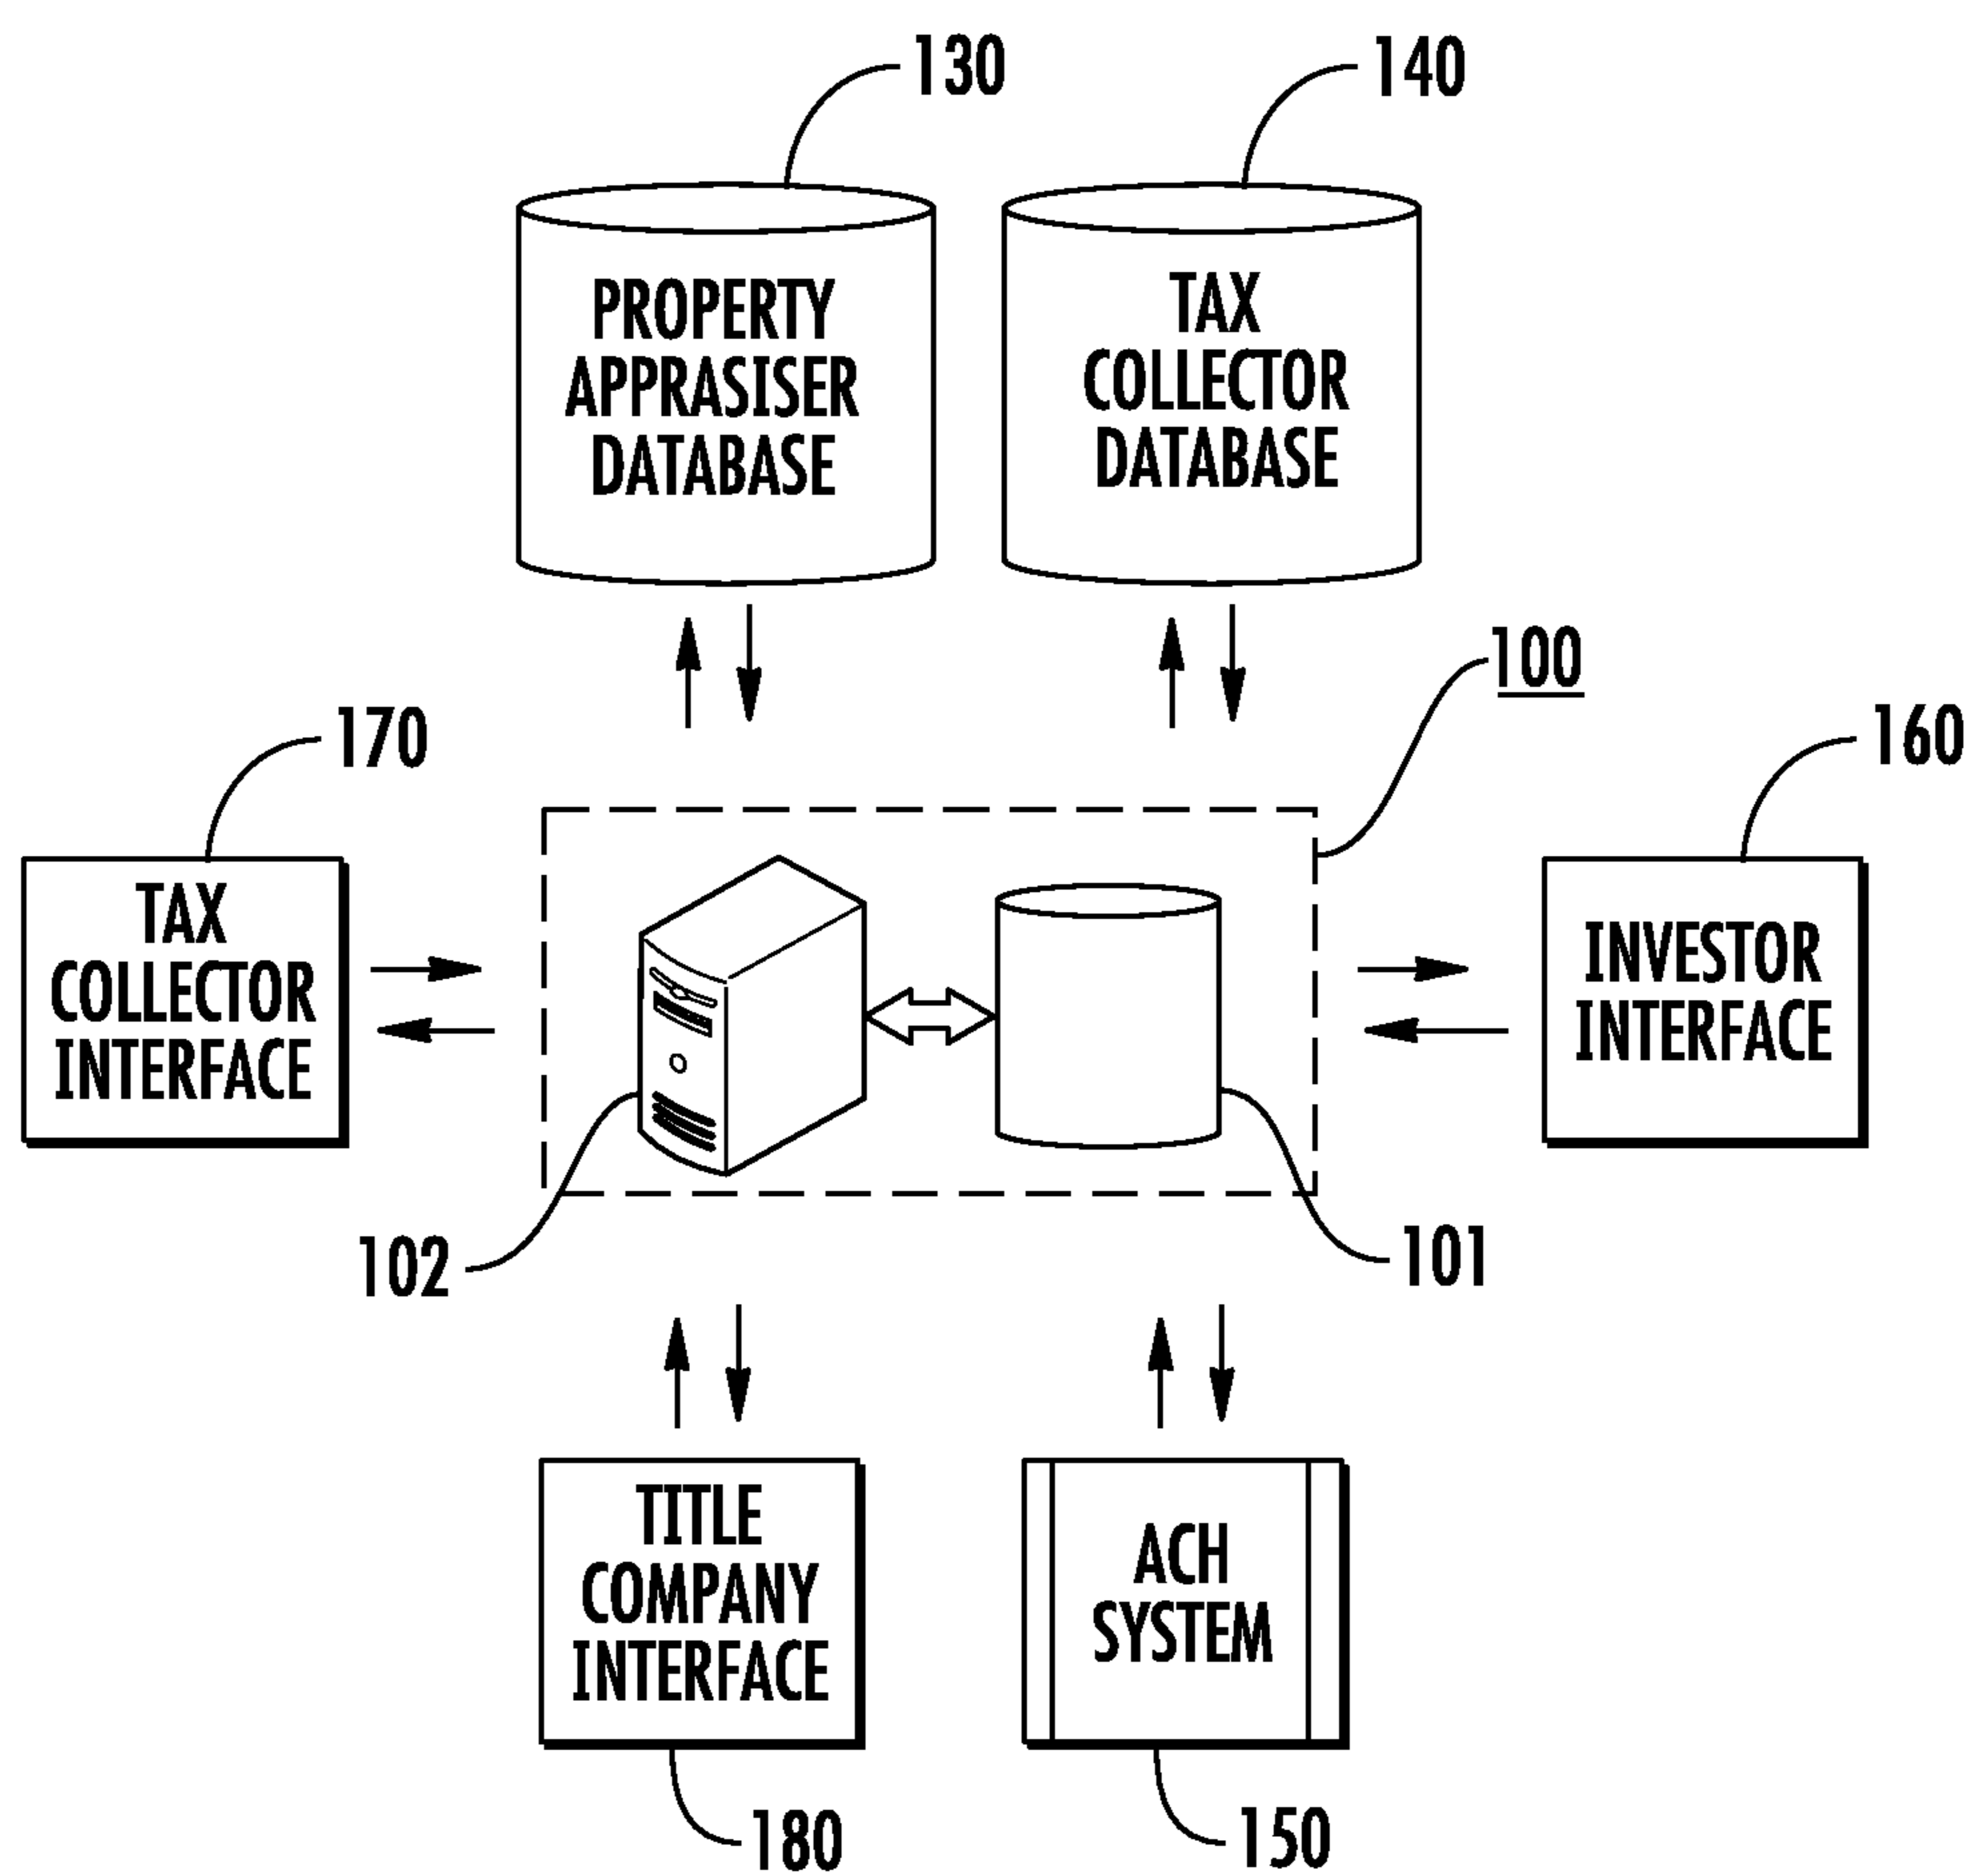 130
140
PROPERTY
APPRASISER
DATABASE
TAX
COLLECTOR
DATABASE
100
170
160
TAX
COLLECTOR
INTERFACE
INVESTOR
INTERFACE
102
101
TITLE
COMPANY
INTERFACE
ACH
SYSTEM
180
150